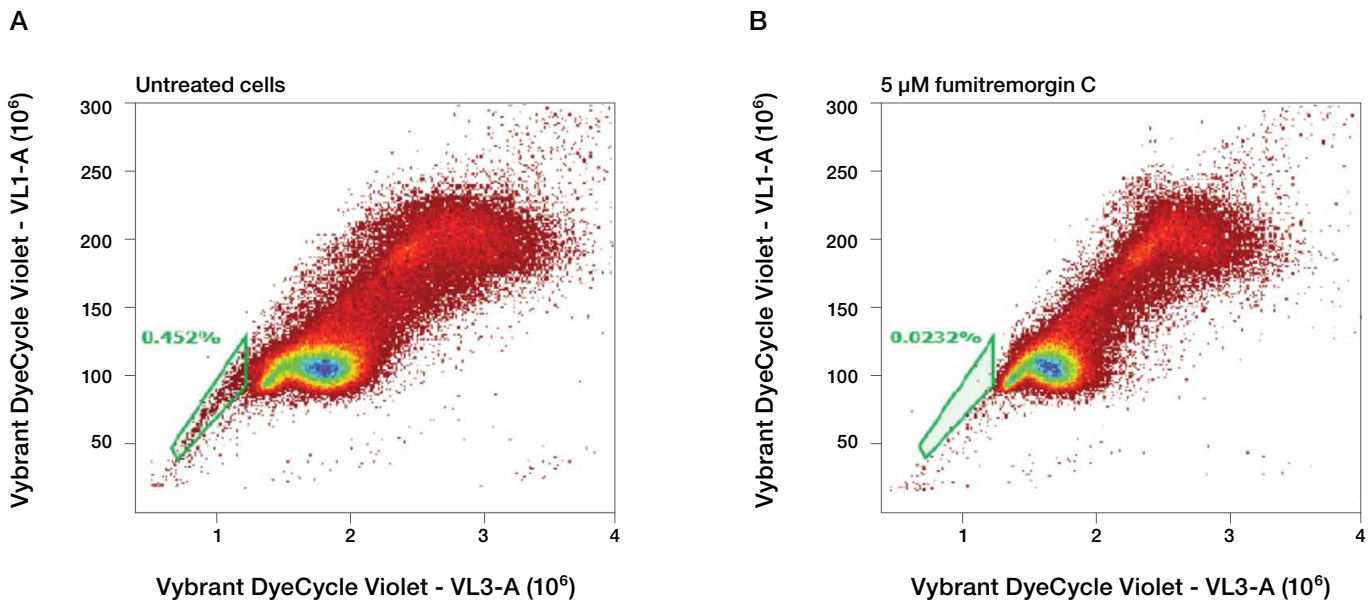 A
Untreated cells
Vybrant DyeCycle Violet - VL1-A (10⁶)
300
250
200
150
100
50
0.452%
1 2 3 4
Vybrant DyeCycle Violet - VL3-A (10⁶)
B
5 µM fumitremorgin C
Vybrant DyeCycle Violet - VL1-A (10⁶)
300
250
200
150
100
50
0.0232%
1 2 3 4
Vybrant DyeCycle Violet - VL3-A (10⁶)